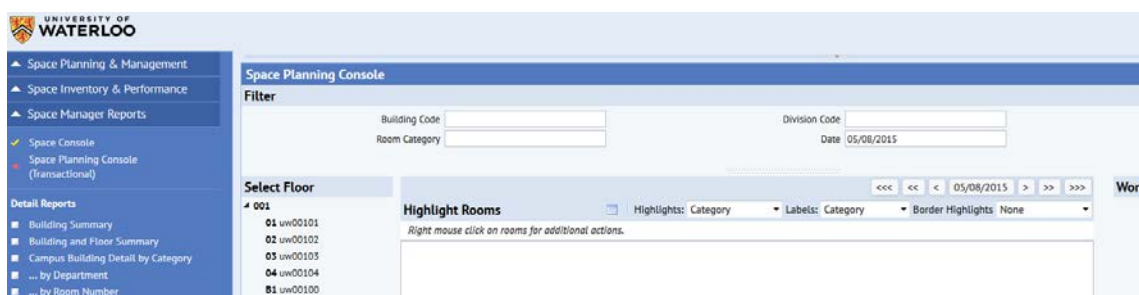 UNIVERSITY OF
WATERLOO
Space Planning & Management
Space Inventory & Performance
Space Manager Reports
Space Console
Space Planning Console
(Transactional)
Detail Reports
Building Summary
Building and Floor Summary
Campus Building Detail by Category
... by Department
... by Room Number
Space Planning Console
Filter
Building Code
Division Code
Room Category
Date 05/08/2015
Select Floor
<<< << < 05/08/2015 > >> >>>
Wor
001
01 uw00101
02 uw00102
03 uw00103
04 uw00104
B1 uw00100
Highlight Rooms
Highlights: Category
Labels: Category
Border Highlights None
Right mouse click on rooms for additional actions.